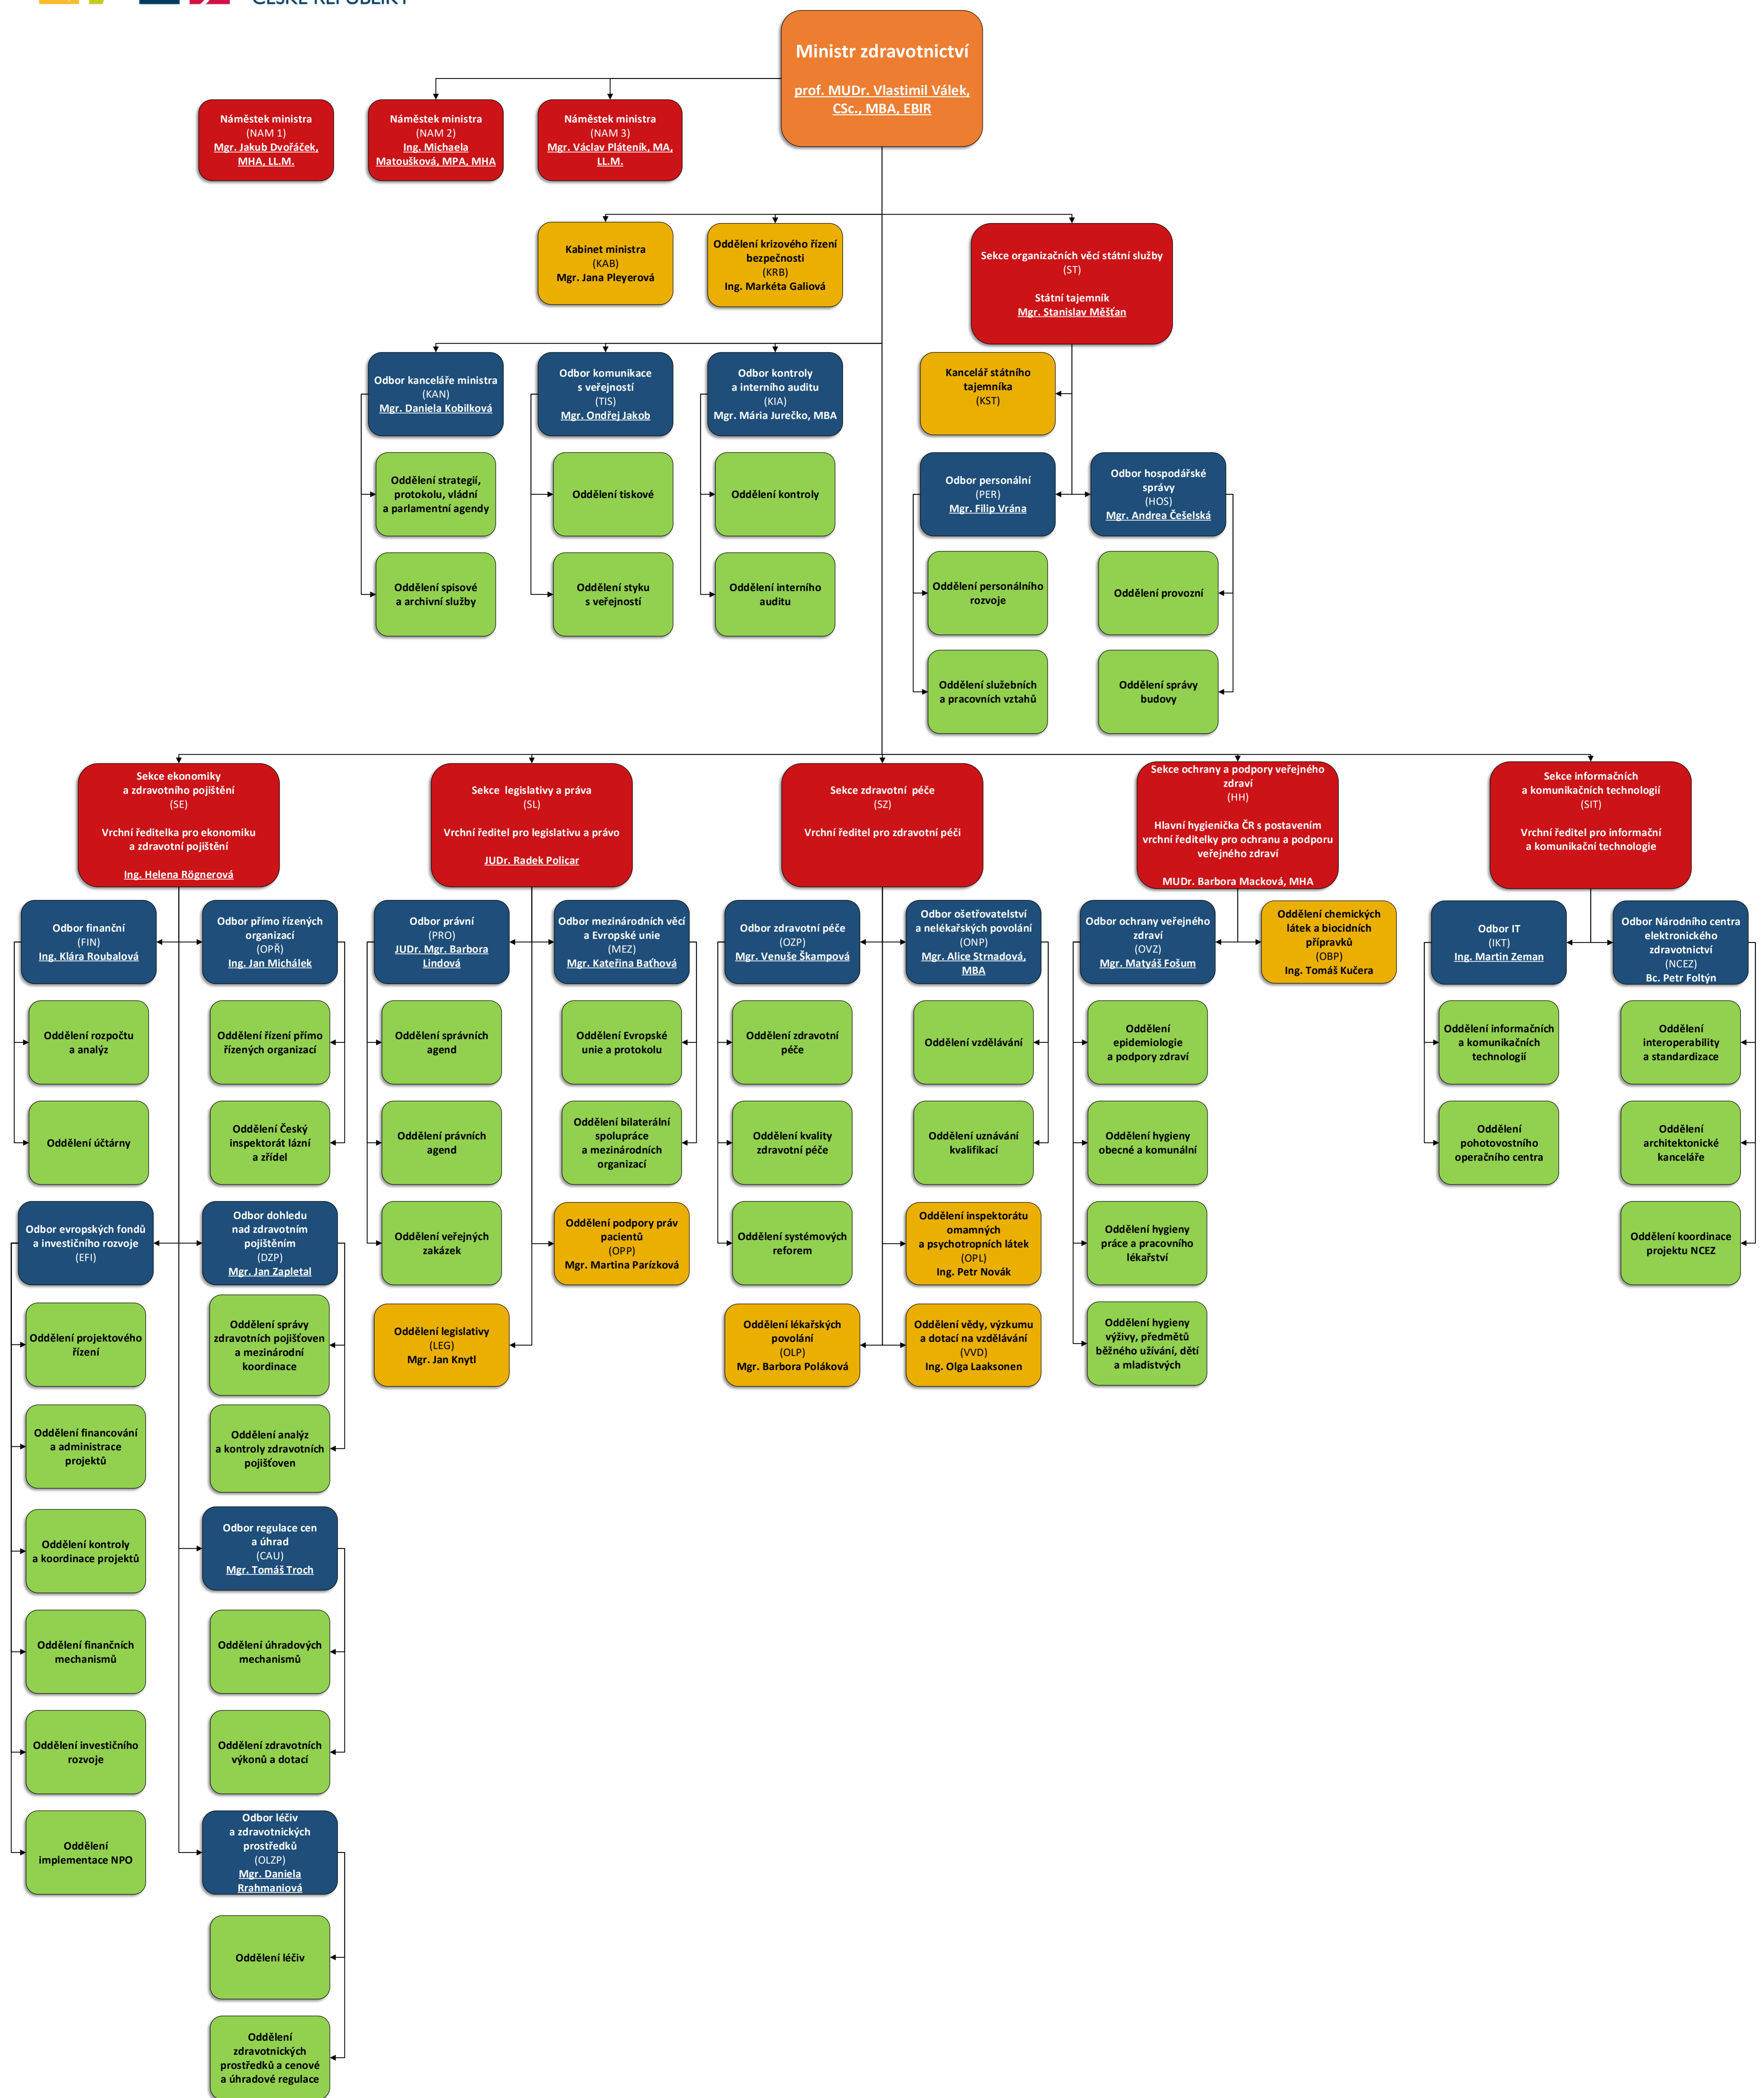 ČESKÉ REPUBLIKY
Ministr zdravotnictví
prof. MUDr. Vlastimil Válek,
CSc., MBA, EBIR
Náměstek ministra
(NAM 1)
Mgr. Jakub Dvořáček,
MHA, LL.M.
Náměstek ministra
(NAM 2)
Ing. Michaela
Matoušková, MPA, MHA
Náměstek ministra
(NAM 3)
Mgr. Václav Pláteník, MA,
LL.M.
Kabinet ministra
(KAB)
Mgr. Jana Pleyerová
Oddělení krizového řízení
bezpečnosti
(KRB)
Ing. Markéta Galiová
Sekce organizačních věcí státní služby
(ST)
Státní tajemník
Mgr. Stanislav Měšťan
Odbor kanceláře ministra
(KAN)
Mgr. Daniela Kobilková
Odbor komunikace
s veřejností
(TIS)
Mgr. Ondřej Jakob
Odbor kontroly
a interního auditu
(KIA)
Mgr. Mária Jurečko, MBA
Kancelář státního
tajemníka
(KST)
Oddělení strategií,
protokolu, vládní
a parlamentní agendy
Oddělení tiskové
Oddělení kontroly
Odbor personální
(PER)
Mgr. Filip Vrána
Odbor hospodářské
správy
(HOS)
Mgr. Andrea Češelská
Oddělení spisové
a archivní služby
Oddělení styku
s veřejností
Oddělení interního
auditu
Oddělení personálního
rozvoje
Oddělení provozní
Oddělení služebních
a pracovních vztahů
Oddělení správy
budovy
Sekce ekonomiky
a zdravotního pojištění
(SE)
Vrchní ředitelka pro ekonomiku
a zdravotní pojištění
Ing. Helena Rögnerová
Sekce legislativy a práva
(SL)
Vrchní ředitel pro legislativu a právo
JUDr. Radek Policar
Sekce zdravotní péče
(SZ)
Vrchní ředitel pro zdravotní péči
Sekce ochrany a podpory veřejného
zdraví
(HH)
Hlavní hygienička ČR s postavením
vrchní ředitelky pro ochranu a podporu
veřejného zdraví
MUDr. Barbora Macková, MHA
Sekce informačních
a komunikačních technologií
(SIT)
Vrchní ředitel pro informační
a komunikační technologie
Odbor finanční
(FIN)
Ing. Klára Roubalová
Odbor přímo řízených
organizací
(OPŘ)
Ing. Jan Michálek
Odbor právní
(PRO)
JUDr. Mgr. Barbora
Lindová
Odbor mezinárodních věcí
a Evropské unie
(MEZ)
Mgr. Kateřina Baťhová
Odbor zdravotní péče
(OZP)
Mgr. Venuše Škampová
Odbor ošetřovatelství
a nelékařských povolání
(ONP)
Mgr. Alice Strnadová,
MBA
Odbor ochrany veřejného
zdraví
(OVZ)
Mgr. Matyáš Fošum
Oddělení chemických
látek a biocidních
přípravků
(OBP)
Ing. Tomáš Kučera
Odbor IT
(IKT)
Ing. Martin Zeman
Odbor Národního centra
elektronického
zdravotnictví
(NCEZ)
Bc. Petr Foltýn
Oddělení rozpočtu
a analýz
Oddělení řízení přímo
řízených organizací
Oddělení správních
agend
Oddělení Evropské
unie a protokolu
Oddělení zdravotní
péče
Oddělení vzdělávání
Oddělení
epidemiologie
a podpory zdraví
Oddělení informačních
a komunikačních
technologií
Oddělení
interoperability
a standardizace
Oddělení účtárny
Oddělení Český
inspektorát lázní
a zřídel
Oddělení právních
agend
Oddělení bilaterální
spolupráce
a mezinárodních
organizací
Oddělení kvality
zdravotní péče
Oddělení uznávání
kvalifikací
Oddělení hygieny
obecné a komunální
Oddělení
pohotovostního
operačního centra
Oddělení
architektonické
kanceláře
Odbor evropských fondů
a investičního rozvoje
(EFI)
Odbor dohledu
nad zdravotním
pojištěním
(DZP)
Mgr. Jan Zapletal
Oddělení veřejných
zakázek
Oddělení podpory práv
pacientů
(OPP)
Mgr. Martina Parízková
Oddělení systémových
reforem
Oddělení inspektorátu
omamných
a psychotropních látek
(OPL)
Ing. Petr Novák
Oddělení hygieny
práce a pracovního
lékařství
Oddělení koordinace
projektu NCEZ
Oddělení projektového
řízení
Oddělení správy
zdravotních pojišťoven
a mezinárodní
koordinace
Oddělení legislativy
(LEG)
Mgr. Jan Knytl
Oddělení lékařských
povolání
(OLP)
Mgr. Barbora Poláková
Oddělení vědy, výzkumu
a dotací na vzdělávání
(VVD)
Ing. Olga Laaksonen
Oddělení hygieny
výživy, předmětů
běžného užívání, dětí
a mladistvých
Oddělení financování
a administrace
projektů
Oddělení analýz
a kontroly zdravotních
pojišťoven
Oddělení kontroly
a koordinace projektů
Odbor regulace cen
a úhrad
(CAU)
Mgr. Tomáš Troch
Oddělení finančních
mechanismů
Oddělení úhradových
mechanismů
Oddělení investičního
rozvoje
Oddělení zdravotních
výkonů a dotací
Oddělení
implementace NPO
Odbor léčiv
a zdravotnických
prostředků
(OLZP)
Mgr. Daniela
Rrahmaniová
Oddělení léčiv
Oddělení
zdravotnických
prostředků a cenové
a úhradové regulace